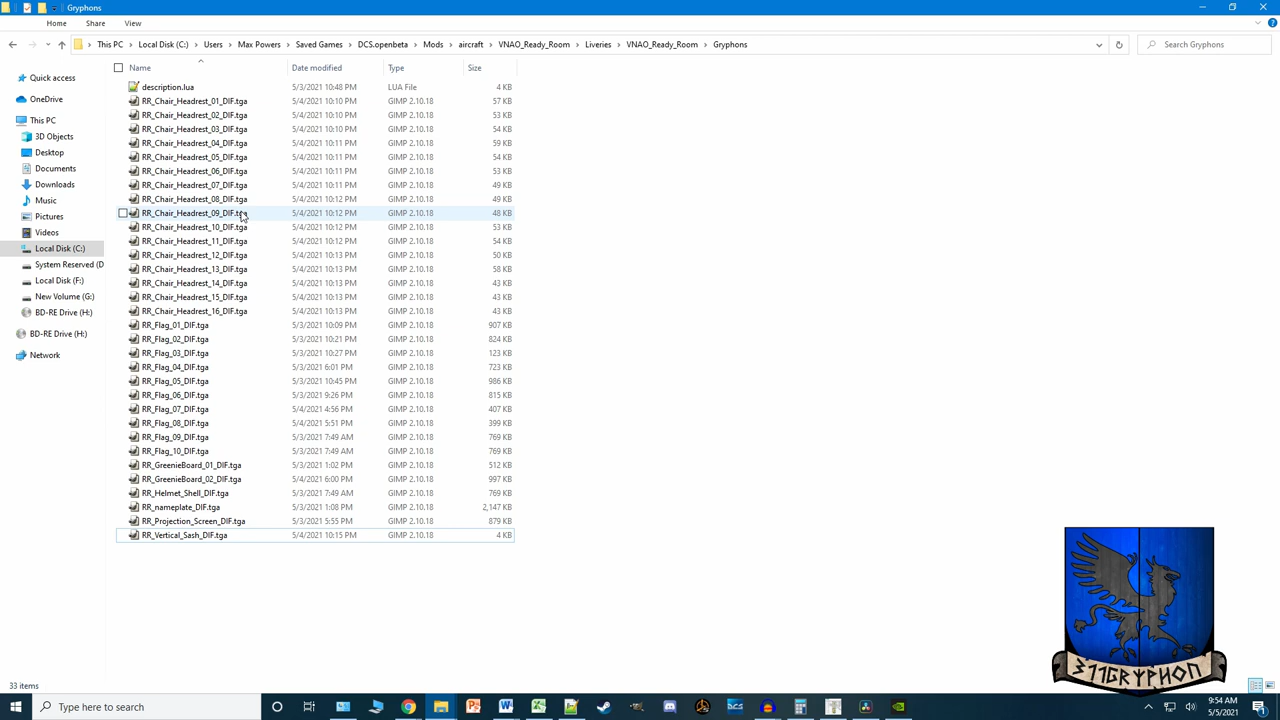 Gryphons
Home Share View
This PC Local Disk (C:) Users Max Powers Saved Games DCS.openbeta Mods aircraft VNAO_Ready_Room Liveries VNAO_Ready_Room Gryphons
Search Gryphons
Name Date modified Type Size
Quick access
OneDrive
This PC
3D Objects
Desktop
Documents
Downloads
Music
Pictures
Videos
Local Disk (C:)
System Reserved (D
Local Disk (F:)
New Volume (G:)
BD-RE Drive (H:)
BD-RE Drive (H:)
Network
description.lua 5/3/2021 10:48 PM LUA File 4 KB
RR_Chair_Headrest_01_DIF.tga 5/4/2021 10:10 PM GIMP 2.10.18 57 KB
RR_Chair_Headrest_02_DIF.tga 5/4/2021 10:10 PM GIMP 2.10.18 53 KB
RR_Chair_Headrest_03_DIF.tga 5/4/2021 10:10 PM GIMP 2.10.18 54 KB
RR_Chair_Headrest_04_DIF.tga 5/4/2021 10:11 PM GIMP 2.10.18 59 KB
RR_Chair_Headrest_05_DIF.tga 5/4/2021 10:11 PM GIMP 2.10.18 54 KB
RR_Chair_Headrest_06_DIF.tga 5/4/2021 10:11 PM GIMP 2.10.18 53 KB
RR_Chair_Headrest_07_DIF.tga 5/4/2021 10:11 PM GIMP 2.10.18 49 KB
RR_Chair_Headrest_08_DIF.tga 5/4/2021 10:12 PM GIMP 2.10.18 49 KB
RR_Chair_Headrest_09_DIF.tga 5/4/2021 10:12 PM GIMP 2.10.18 48 KB
RR_Chair_Headrest_10_DIF.tga 5/4/2021 10:12 PM GIMP 2.10.18 53 KB
RR_Chair_Headrest_11_DIF.tga 5/4/2021 10:12 PM GIMP 2.10.18 54 KB
RR_Chair_Headrest_12_DIF.tga 5/4/2021 10:13 PM GIMP 2.10.18 50 KB
RR_Chair_Headrest_13_DIF.tga 5/4/2021 10:13 PM GIMP 2.10.18 58 KB
RR_Chair_Headrest_14_DIF.tga 5/4/2021 10:13 PM GIMP 2.10.18 43 KB
RR_Chair_Headrest_15_DIF.tga 5/4/2021 10:13 PM GIMP 2.10.18 43 KB
RR_Chair_Headrest_16_DIF.tga 5/4/2021 10:13 PM GIMP 2.10.18 43 KB
RR_Flag_01_DIF.tga 5/3/2021 10:09 PM GIMP 2.10.18 907 KB
RR_Flag_02_DIF.tga 5/3/2021 10:21 PM GIMP 2.10.18 824 KB
RR_Flag_03_DIF.tga 5/3/2021 10:27 PM GIMP 2.10.18 123 KB
RR_Flag_04_DIF.tga 5/3/2021 6:01 PM GIMP 2.10.18 723 KB
RR_Flag_05_DIF.tga 5/3/2021 10:45 PM GIMP 2.10.18 986 KB
RR_Flag_06_DIF.tga 5/3/2021 9:26 PM GIMP 2.10.18 815 KB
RR_Flag_07_DIF.tga 5/4/2021 4:56 PM GIMP 2.10.18 407 KB
RR_Flag_08_DIF.tga 5/4/2021 5:51 PM GIMP 2.10.18 399 KB
RR_Flag_09_DIF.tga 5/3/2021 7:49 AM GIMP 2.10.18 769 KB
RR_Flag_10_DIF.tga 5/3/2021 7:49 AM GIMP 2.10.18 769 KB
RR_GreenieBoard_01_DIF.tga 5/3/2021 1:02 PM GIMP 2.10.18 512 KB
RR_GreenieBoard_02_DIF.tga 5/4/2021 6:00 PM GIMP 2.10.18 997 KB
RR_Helmet_Shell_DIF.tga 5/3/2021 7:49 AM GIMP 2.10.18 769 KB
RR_nameplate_DIF.tga 5/3/2021 1:08 PM GIMP 2.10.18 2,147 KB
RR_Projection_Screen_DIF.tga 5/3/2021 5:55 PM GIMP 2.10.18 879 KB
RR_Vertical_Sash_DIF.tga 5/4/2021 10:15 PM GIMP 2.10.18 4 KB
311GRYPHON
33 items
Type here to search
9:54 AM
5/5/2021